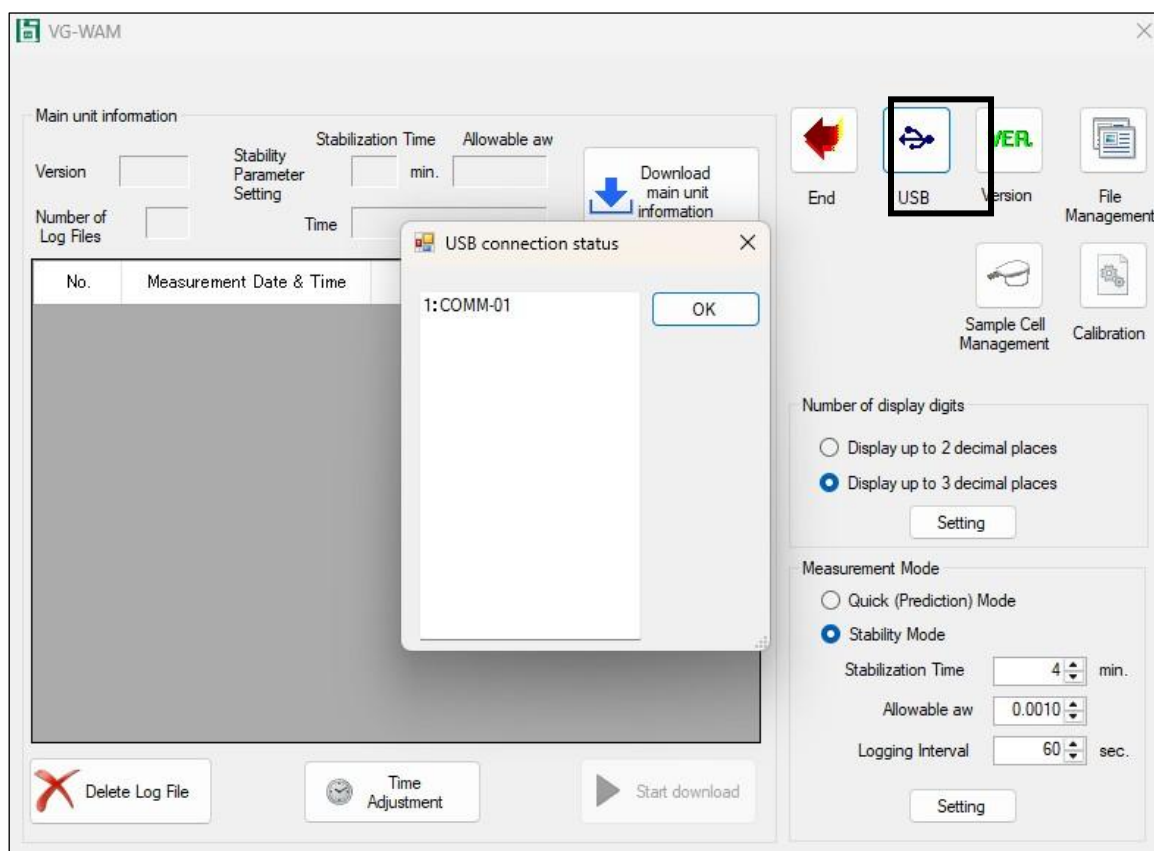 VG-WAM
Main unit information
Stabilization Time Allowable aw
Version
Stability
Parameter
Setting
min.
Download
main unit
information
Number of
Log Files
Time
End
USB
VER.
Version
File
Management
USB connection status
1:COMM-01
OK
No. Measurement Date & Time
Sample Cell
Management
Calibration
Number of display digits
Display up to 2 decimal places
Display up to 3 decimal places
Setting
Measurement Mode
Quick (Prediction) Mode
Stability Mode
Stabilization Time 4 min.
Allowable aw 0.0010
Logging Interval 60 sec.
Setting
Delete Log File
Time
Adjustment
Start download